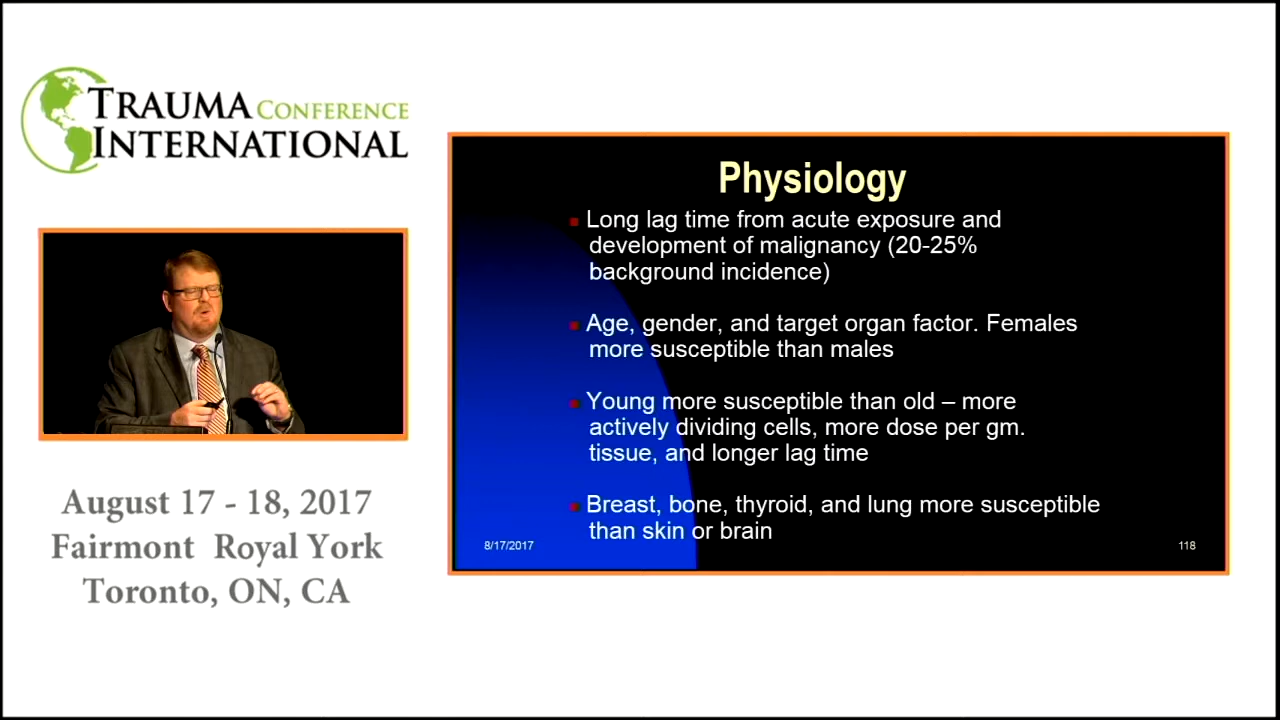 TRAUMA CONFERENCE
INTERNATIONAL
August 17 - 18, 2017
Fairmont Royal York
Toronto, ON, CA
Physiology
Long lag time from acute exposure and
development of malignancy (20-25%
background incidence)
Age, gender, and target organ factor. Females
more susceptible than males
Young more susceptible than old – more
actively dividing cells, more dose per gm.
tissue, and longer lag time
Breast, bone, thyroid, and lung more susceptible
than skin or brain
8/17/2017
118